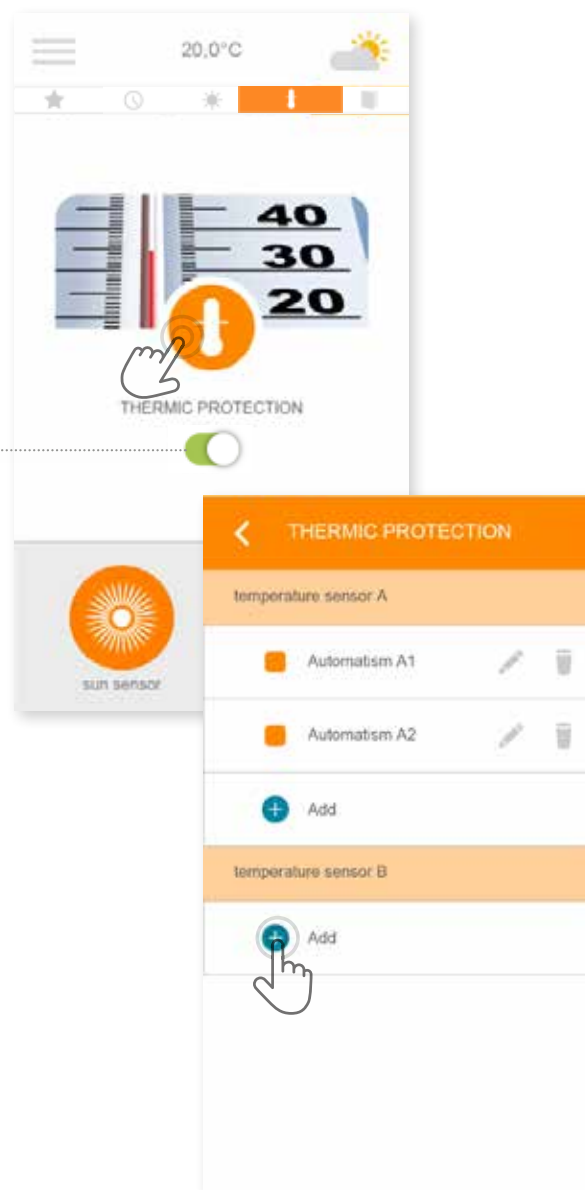 20,0°C
40
30
20
THERMIC PROTECTION
sun sensor
THERMIC PROTECTION
temperature sensor A
Automatism A1
Automatism A2
Add
temperature sensor B
Add